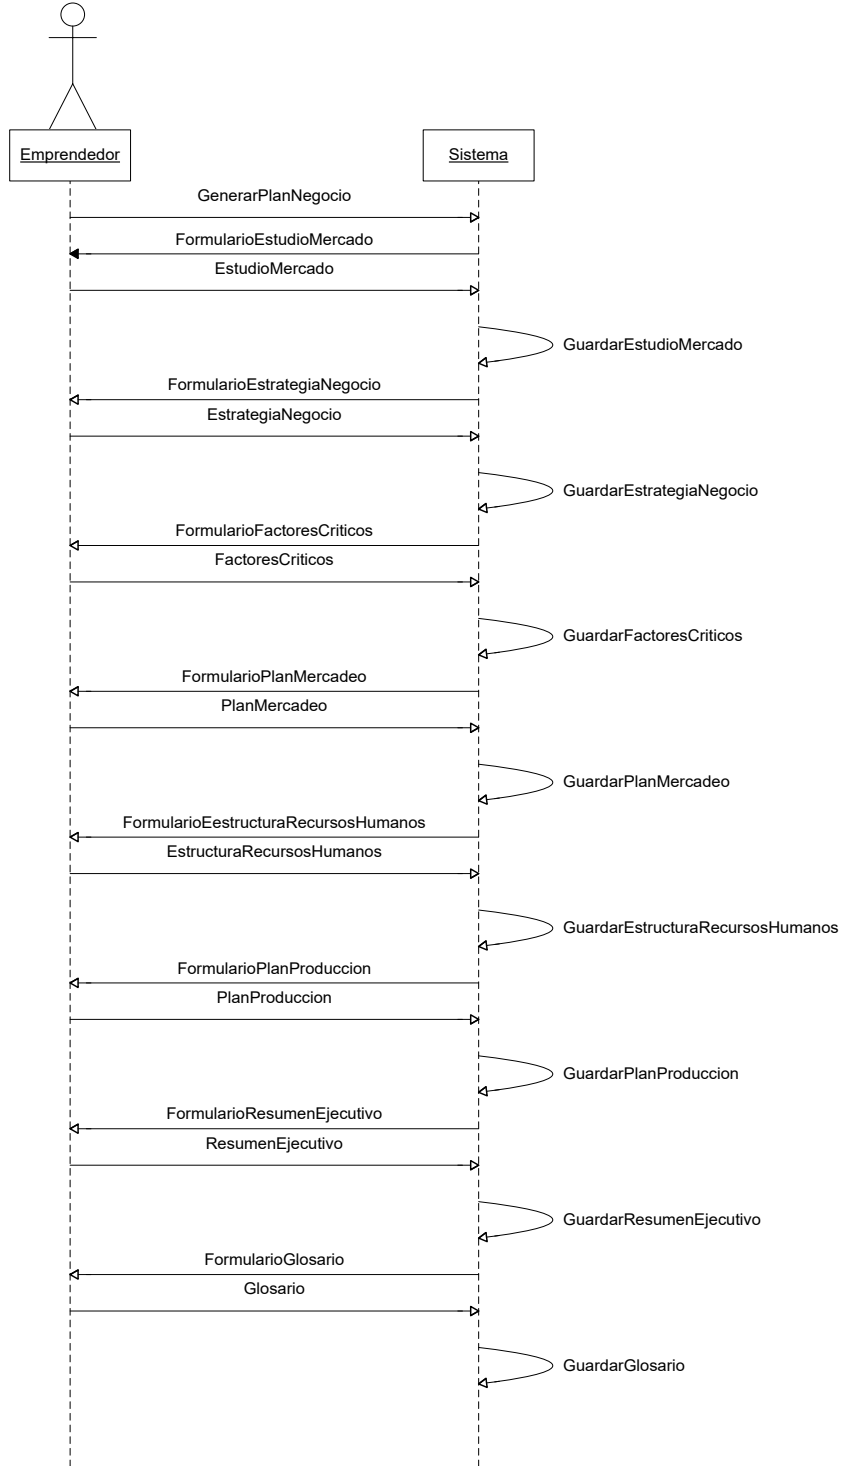 Emprendedor
Sistema
GenerarPlanNegocio
FormularioEstudioMercado
EstudioMercado
GuardarEstudioMercado
FormularioEstrategiaNegocio
EstrategiaNegocio
GuardarEstrategiaNegocio
FormularioFactoresCriticos
FactoresCriticos
GuardarFactoresCriticos
FormularioPlanMercadeo
PlanMercadeo
GuardarPlanMercadeo
FormularioEestructuraRecursosHumanos
EstructuraRecursosHumanos
GuardarEstructuraRecursosHumanos
FormularioPlanProduccion
PlanProduccion
GuardarPlanProduccion
FormularioResumenEjecutivo
ResumenEjecutivo
GuardarResumenEjecutivo
FormularioGlosario
Glosario
GuardarGlosario